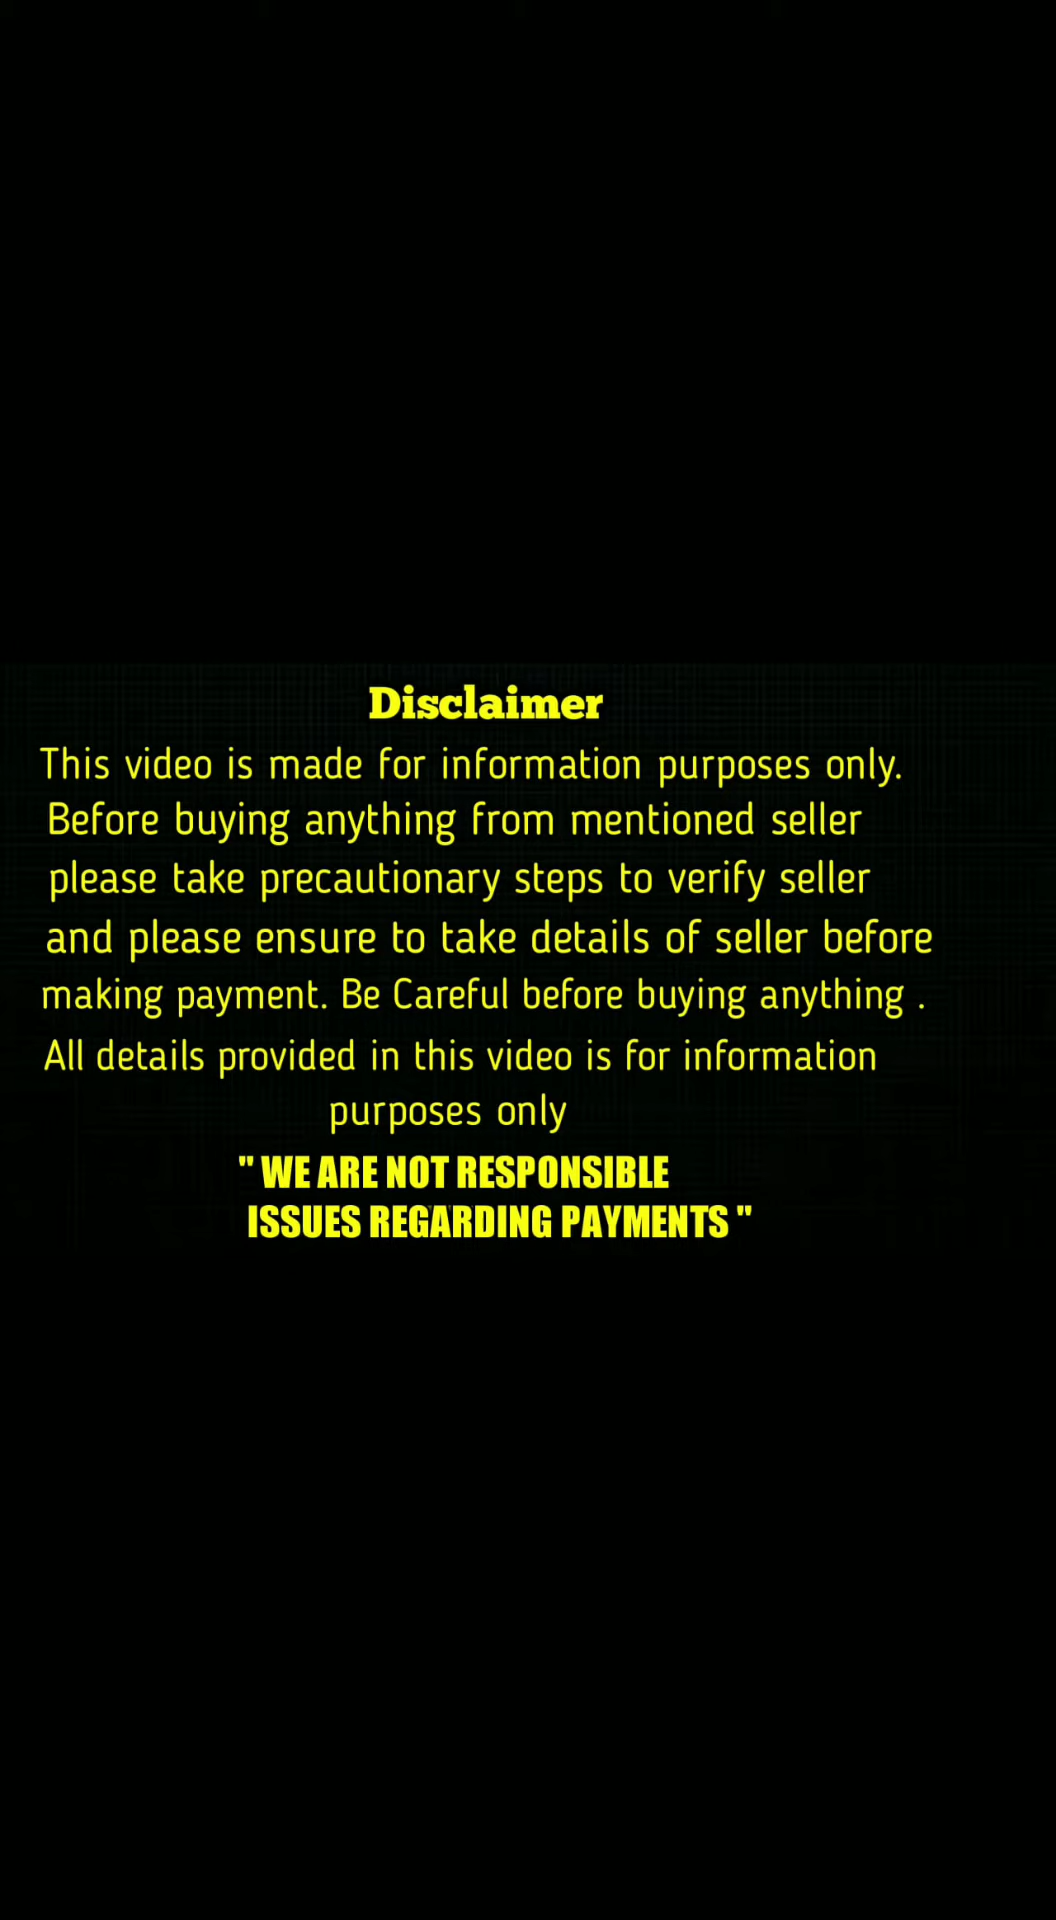 Disclaimer
This video is made for information purposes only.
Before buying anything from mentioned seller
please take precautionary steps to verify seller
and please ensure to take details of seller before
making payment. Be Careful before buying anything .
All details provided in this video is for information
purposes only
" WE ARE NOT RESPONSIBLE
ISSUES REGARDING PAYMENTS "